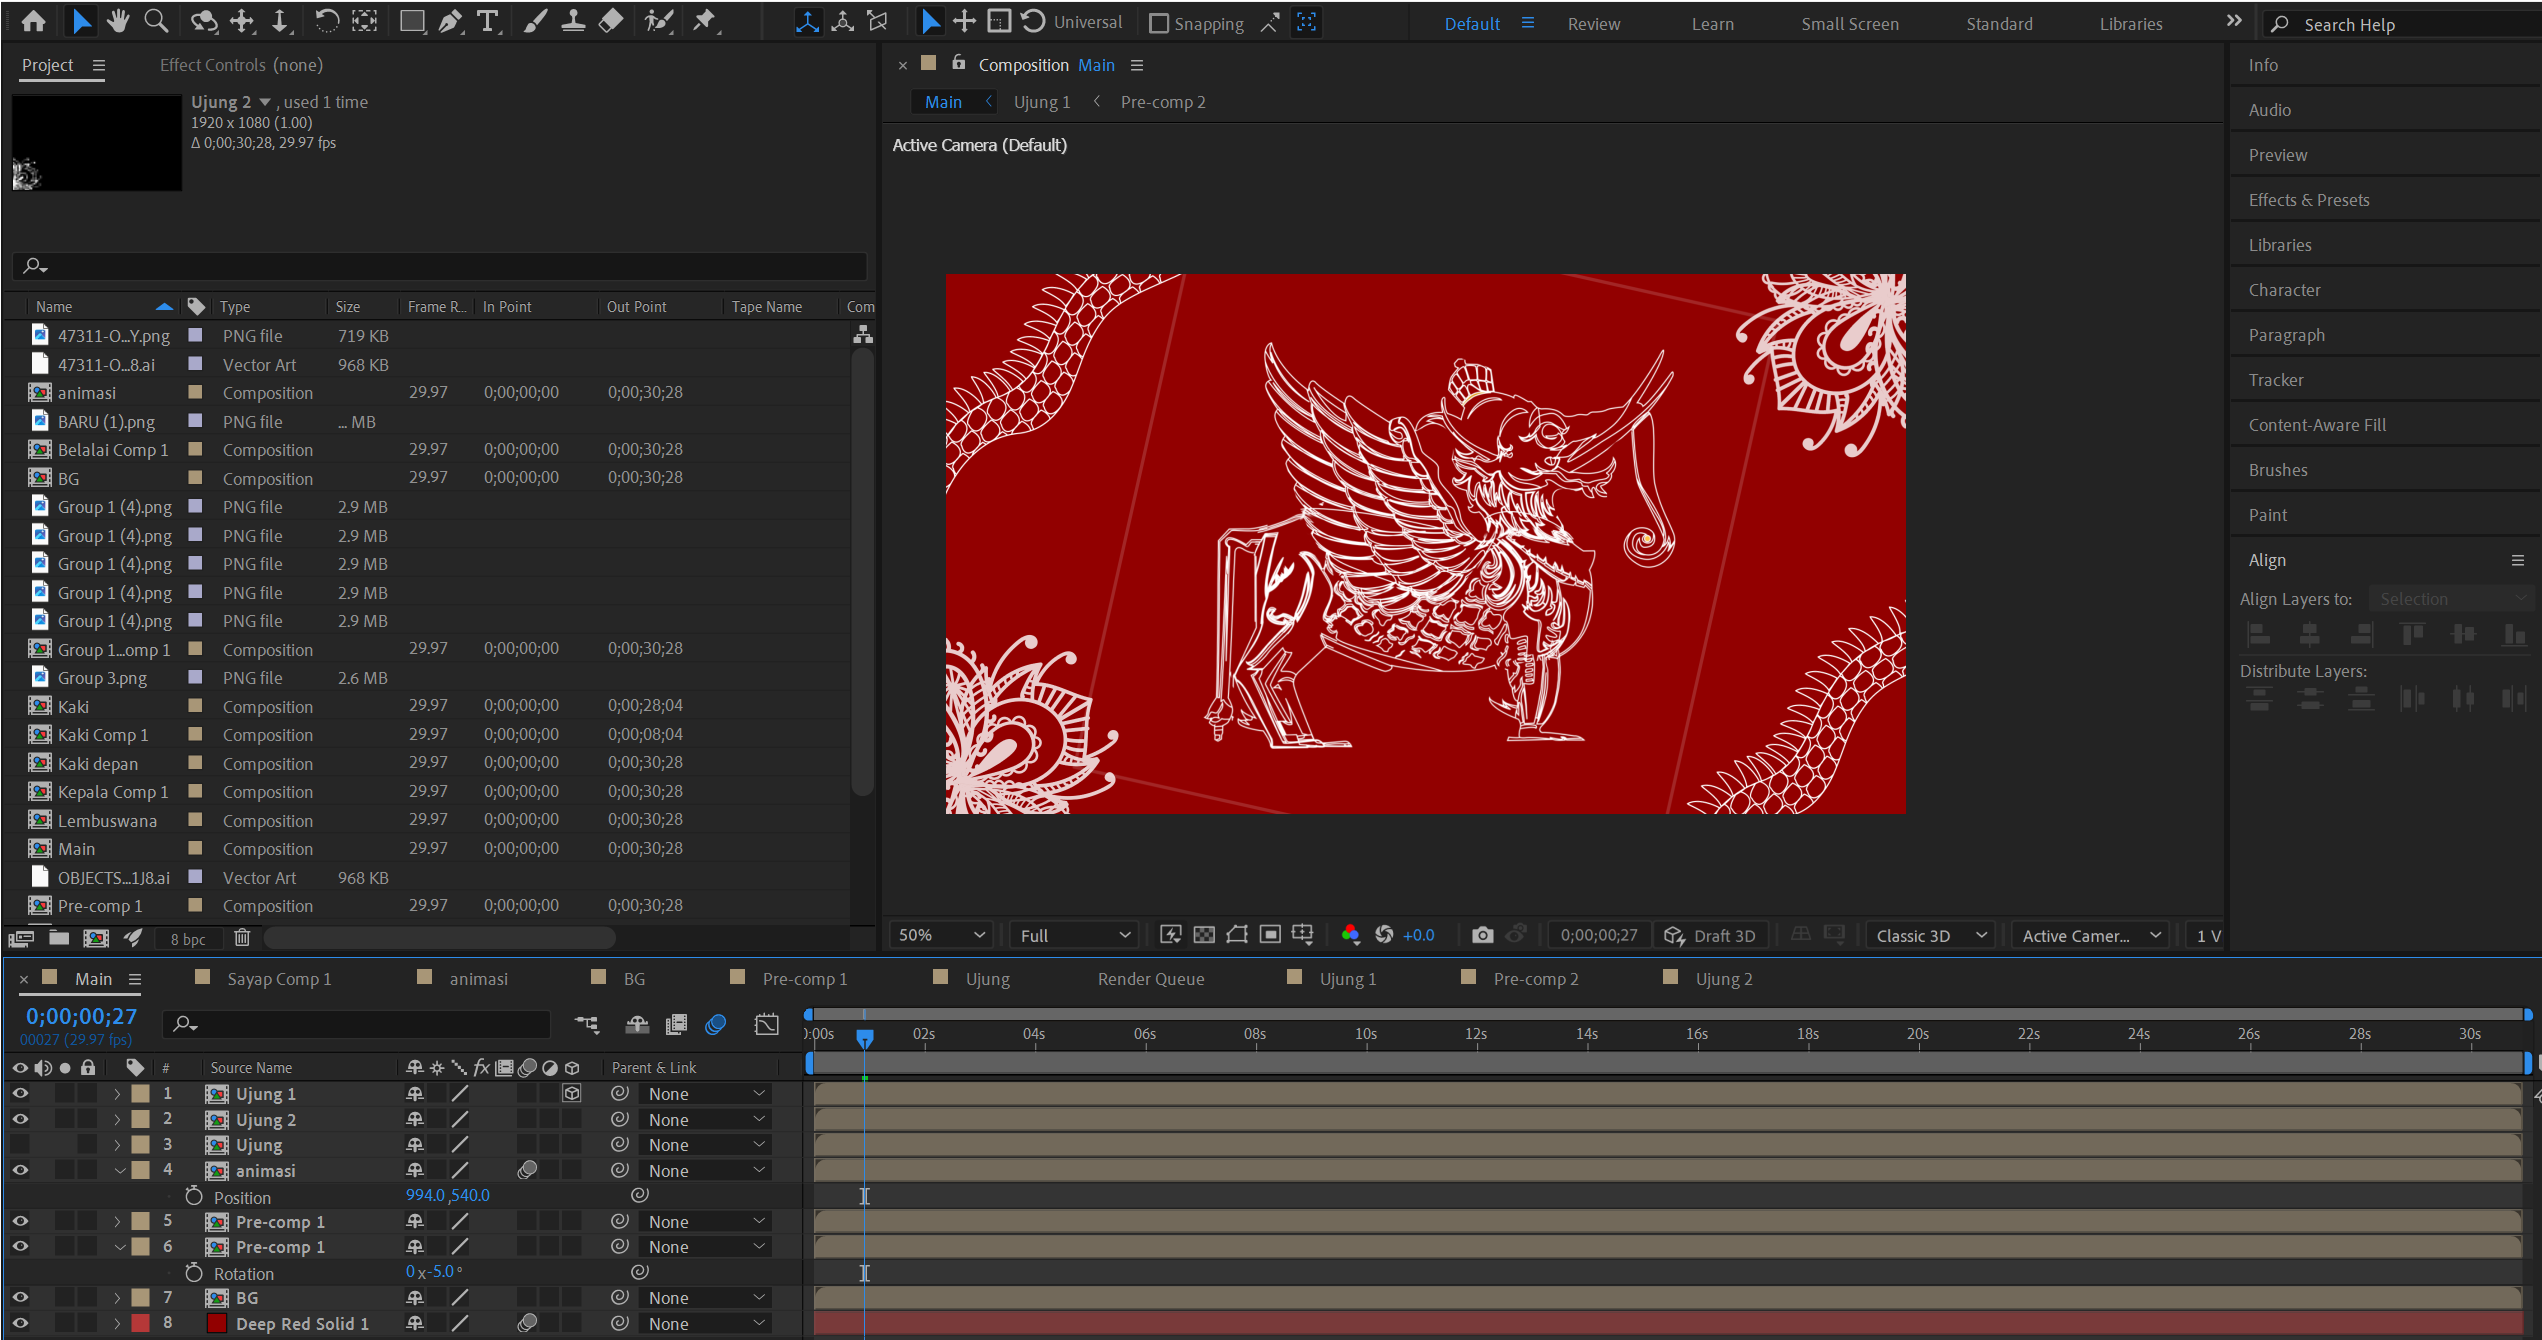 Universal
Snapping
Default
Review
Learn
Small Screen
Standard
Libraries
Search Help
Project
Effect Controls (none)
Ujung 2 , used 1 time
1920 x 1080 (1.00)
Δ 0;00;30;28, 29.97 fps
Name Type Size Frame R... In Point Out Point Tape Name Com
47311-O...Y.png PNG file 719 KB
47311-O...8.ai Vector Art 968 KB
animasi Composition 29.97 0;00;00;00 0;00;30;28
BARU (1).png PNG file ... MB
Belalai Comp 1 Composition 29.97 0;00;00;00 0;00;30;28
BG Composition 29.97 0;00;00;00 0;00;30;28
Group 1 (4).png PNG file 2.9 MB
Group 1 (4).png PNG file 2.9 MB
Group 1 (4).png PNG file 2.9 MB
Group 1 (4).png PNG file 2.9 MB
Group 1 (4).png PNG file 2.9 MB
Group 1...omp 1 Composition 29.97 0;00;00;00 0;00;30;28
Group 3.png PNG file 2.6 MB
Kaki Composition 29.97 0;00;00;00 0;00;28;04
Kaki Comp 1 Composition 29.97 0;00;00;00 0;00;08;04
Kaki depan Composition 29.97 0;00;00;00 0;00;30;28
Kepala Comp 1 Composition 29.97 0;00;00;00 0;00;30;28
Lembuswana Composition 29.97 0;00;00;00 0;00;30;28
Main Composition 29.97 0;00;00;00 0;00;30;28
OBJECTS...1J8.ai Vector Art 968 KB
Pre-comp 1 Composition 29.97 0;00;00;00 0;00;30;28
8 bpc
Composition Main
Main Ujung 1 Pre-comp 2
Active Camera (Default)
50% Full +0.0 0;00;00;27 Draft 3D Classic 3D Active Camer... 1 V
Info
Audio
Preview
Effects & Presets
Libraries
Character
Paragraph
Tracker
Content-Aware Fill
Brushes
Paint
Align
Align Layers to: Selection
Distribute Layers:
Main Sayap Comp 1 animasi BG Pre-comp 1 Ujung Render Queue Ujung 1 Pre-comp 2 Ujung 2
0;00;00;27
00027 (29.97 fps)
):00s 02s 04s 06s 08s 10s 12s 14s 16s 18s 20s 22s 24s 26s 28s 30s
# Source Name fx Parent & Link
1 Ujung 1 None
2 Ujung 2 None
3 Ujung None
4 animasi None
Position 994.0,540.0
5 Pre-comp 1 None
6 Pre-comp 1 None
Rotation 0x-5.0°
7 BG None
8 Deep Red Solid 1 None